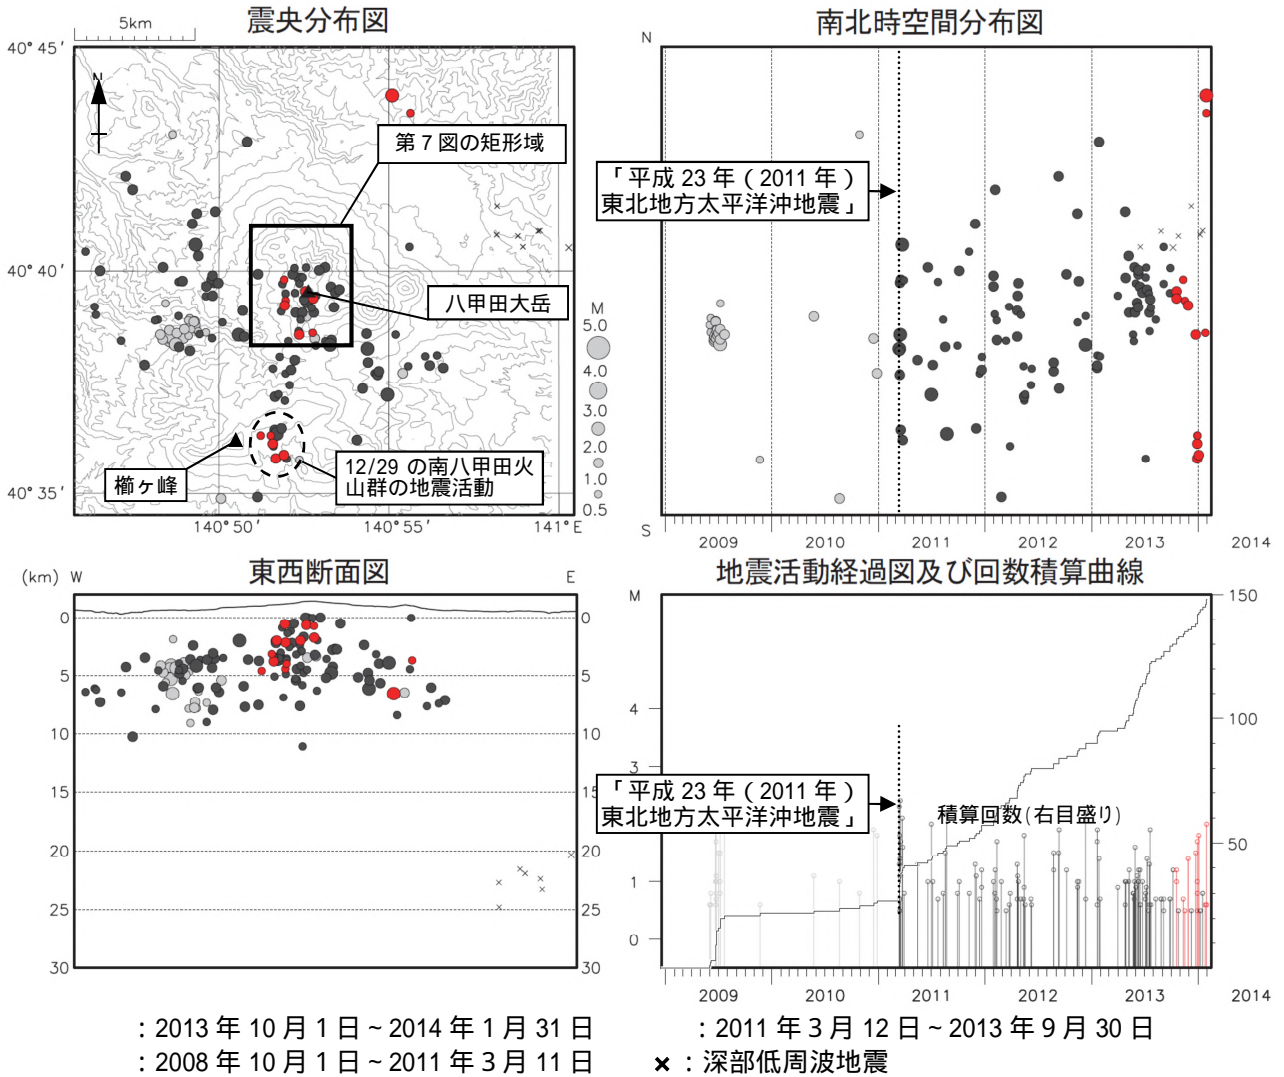 震央分布図
5km
40°45′
N
第7図の矩形域
40°40′
八甲田大岳
M
5.0
4.0
3.0
2.0
1.0
0.5
櫛ヶ峰
12/29 の南八甲田火
山群の地震活動
40°35′
140°50′
140°55′
141°E
南北時空間分布図
N
「平成 23 年(2011 年)
東北地方太平洋沖地震」
S
2009
2010
2011
2012
2013
2014
東西断面図
(km)
W
E
0
0
5
5
10
10
15
15
20
20
25
25
30
30
地震活動経過図及び回数積算曲線
M
150
4
100
3
「平成 23 年(2011 年)
東北地方太平洋沖地震」
積算回数(右目盛り)
50
1
0
2009
2010
2011
2012
2013
2014
:2013 年 10 月 1 日~2014 年 1 月 31 日
:2011 年 3 月 12 日~2013 年 9 月 30 日
:2008 年 10 月 1 日~2011 年 3 月 11 日
×:深部低周波地震